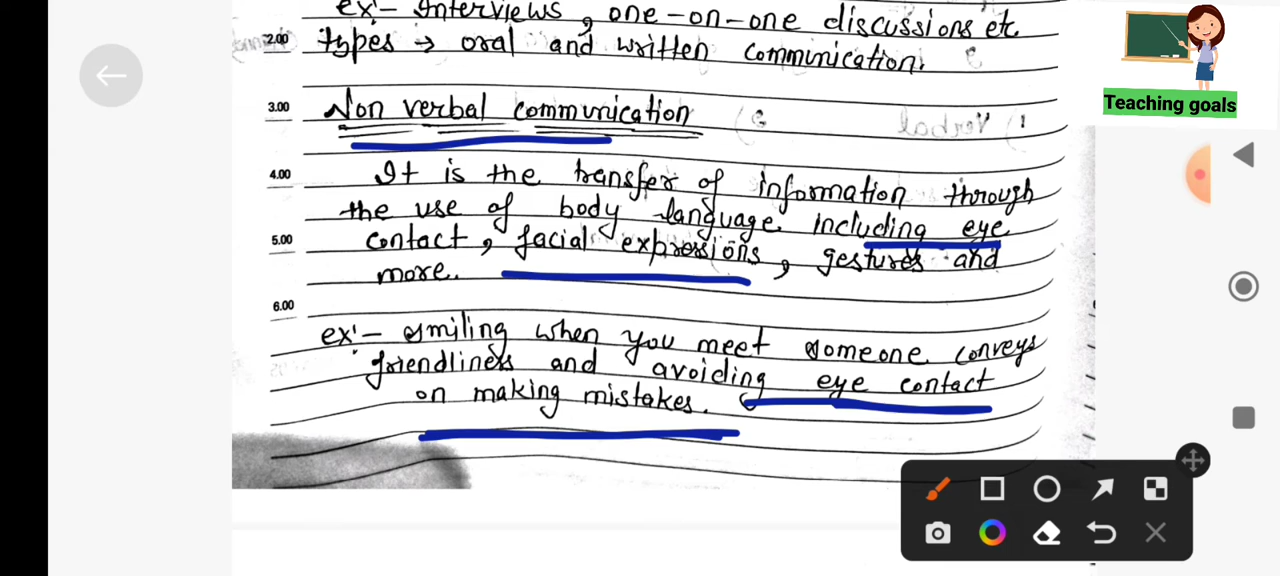 ex:- Interviews, one-on-one discussions etc.
2.00 types → oral and written communication.
3.00 Non verbal communication
4.00 It is the transfer of information through
the use of body language including eye
5.00 contact, facial expressions, gestures and
more.
6.00
ex:- smiling when you meet someone conveys
friendliness and avoiding eye contact
on making mistakes.
Teaching goals